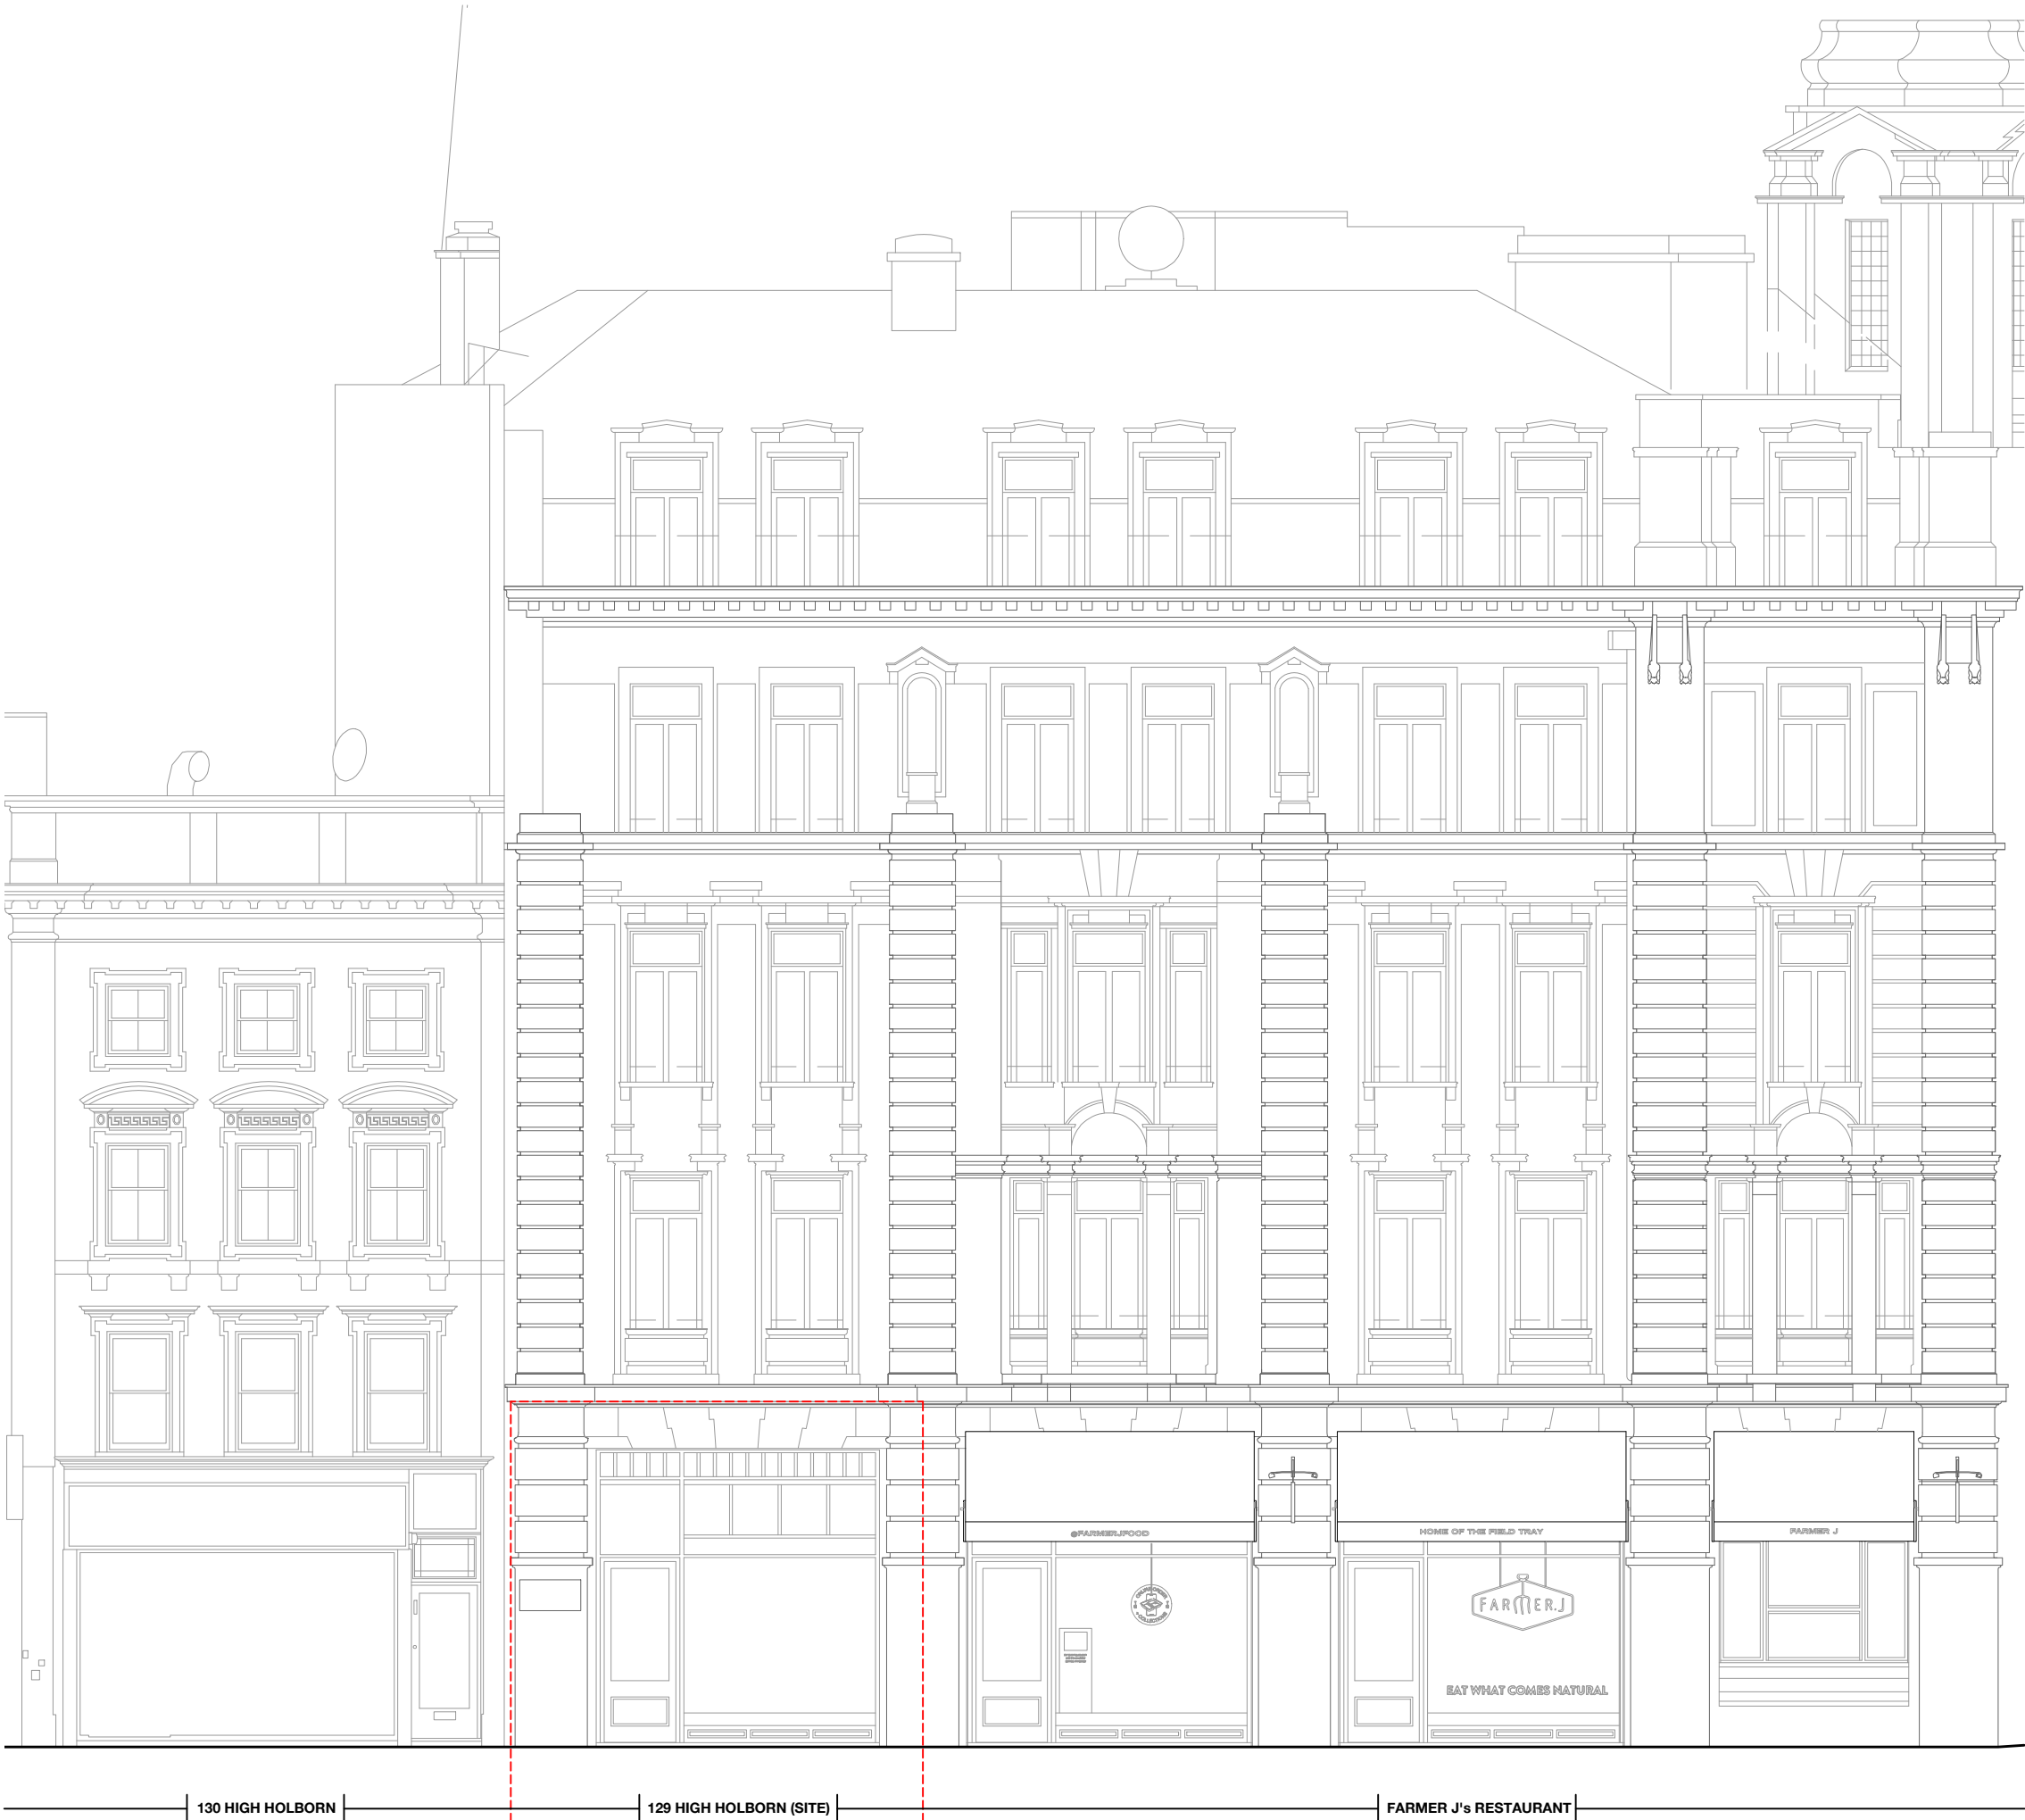 @FARMERJFOOD
HOME OF THE FIELD TRAY
FARMER J
FARMER.J
EAT WHAT COMES NATURAL
130 HIGH HOLBORN
129 HIGH HOLBORN (SITE)
FARMER J's RESTAURANT